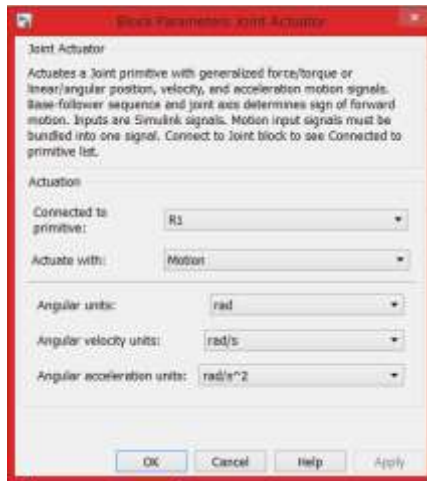 Block Parameters: Joint Actuator
Joint Actuator
Actuates a Joint primitive with generalized force/torque or
linear/angular position, velocity, and acceleration motion signals.
Base-follower sequence and joint axis determines sign of forward
motion. Inputs are Simulink signals. Motion input signals must be
bundled into one signal. Connect to Joint block to see Connected to
primitive list.
Actuation
Connected to
primitive:
R1
Actuate with:
Motion
Angular units:
rad
Angular velocity units:
rad/s
Angular acceleration units:
rad/s^2
OK
Cancel
Help
Apply